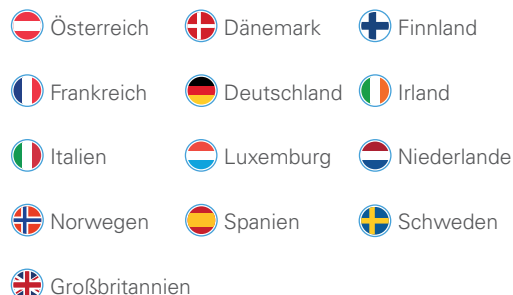 Österreich Dänemark Finnland
Frankreich Deutschland Irland
Italien Luxemburg Niederlande
Norwegen Spanien Schweden
Großbritannien